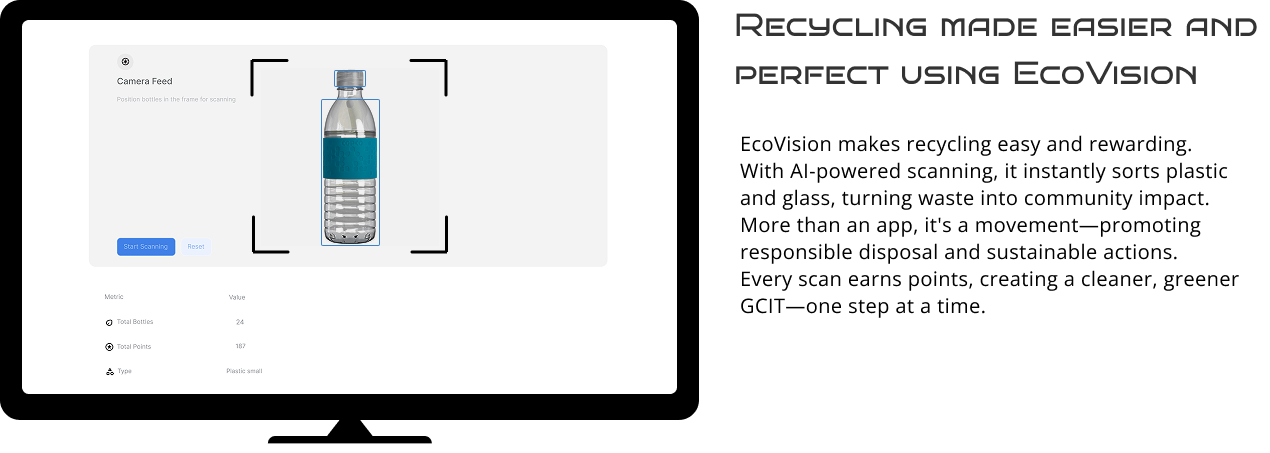 Recycling made easier and
perfect using EcoVision
EcoVision makes recycling easy and rewarding.
With AI-powered scanning, it instantly sorts plastic
and glass, turning waste into community impact.
More than an app, it's a movement—promoting
responsible disposal and sustainable actions.
Every scan earns points, creating a cleaner, greener
GCIT—one step at a time.
Camera Feed
Position bottles in the frame for scanning
Start Scanning Reset
Metric Value
Total Bottles 24
Total Points 187
Type Plastic small